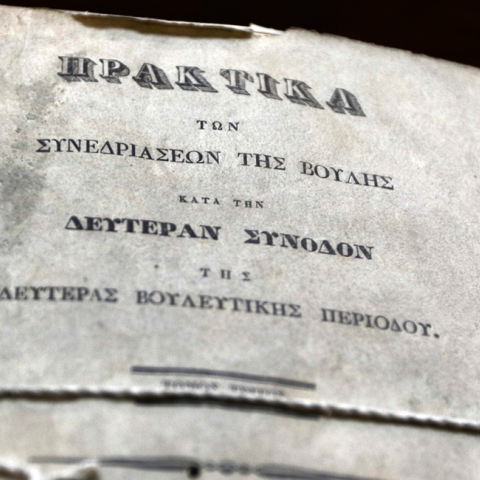 ΠΡΑΚΤΙΚΑ
ΤΩΝ
ΣΥΝΕΔΡΙΑΣΕΩΝ ΤΗΣ ΒΟΥΛΗΣ
ΚΑΤΑ ΤΗΝ
ΔΕΥΤΕΡΑΝ ΣΥΝΟΔΟΝ
ΤΗΣ
ΔΕΥΤΕΡΑΣ ΒΟΥΛΕΥΤΙΚΗΣ ΠΕΡΙΟΔΟΥ.